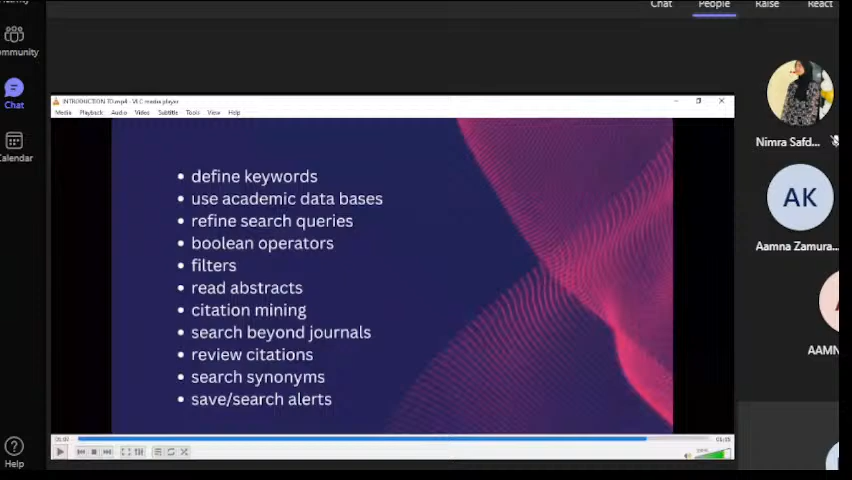 Chat People Raise React
Community
Chat
Calendar
Help
INTRODUCTION TO.mp4 - VLC media player
Media Playback Audio Video Subtitle Tools View Help
• define keywords
• use academic data bases
• refine search queries
• boolean operators
• filters
• read abstracts
• citation mining
• search beyond journals
• review citations
• search synonyms
• save/search alerts
Nimra Safd...
AK
Aamna Zamura...
AAMN